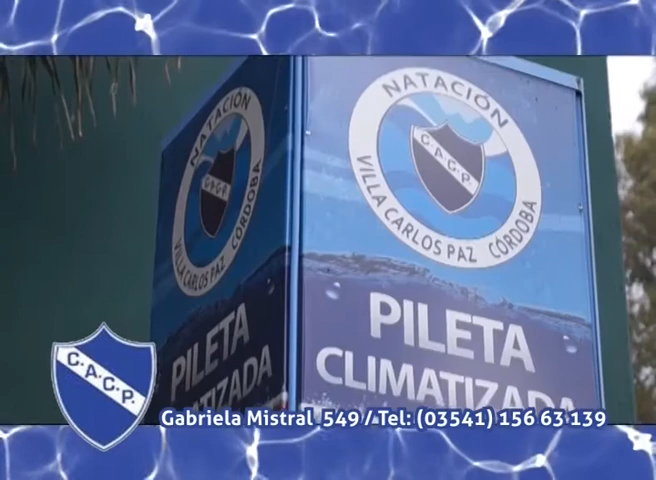 NATACIÓN
C.A.C.P.
VILLA CARLOS PAZ CÓRDOBA
PILETA
CLIMATIZADA
NATACIÓN
C.A.C.P.
VILLA CARLOS PAZ CÓRDOBA
PILETA
CLIMATIZADA
C.A.C.P.
Gabriela Mistral 549 / Tel: (03541) 156 63 139